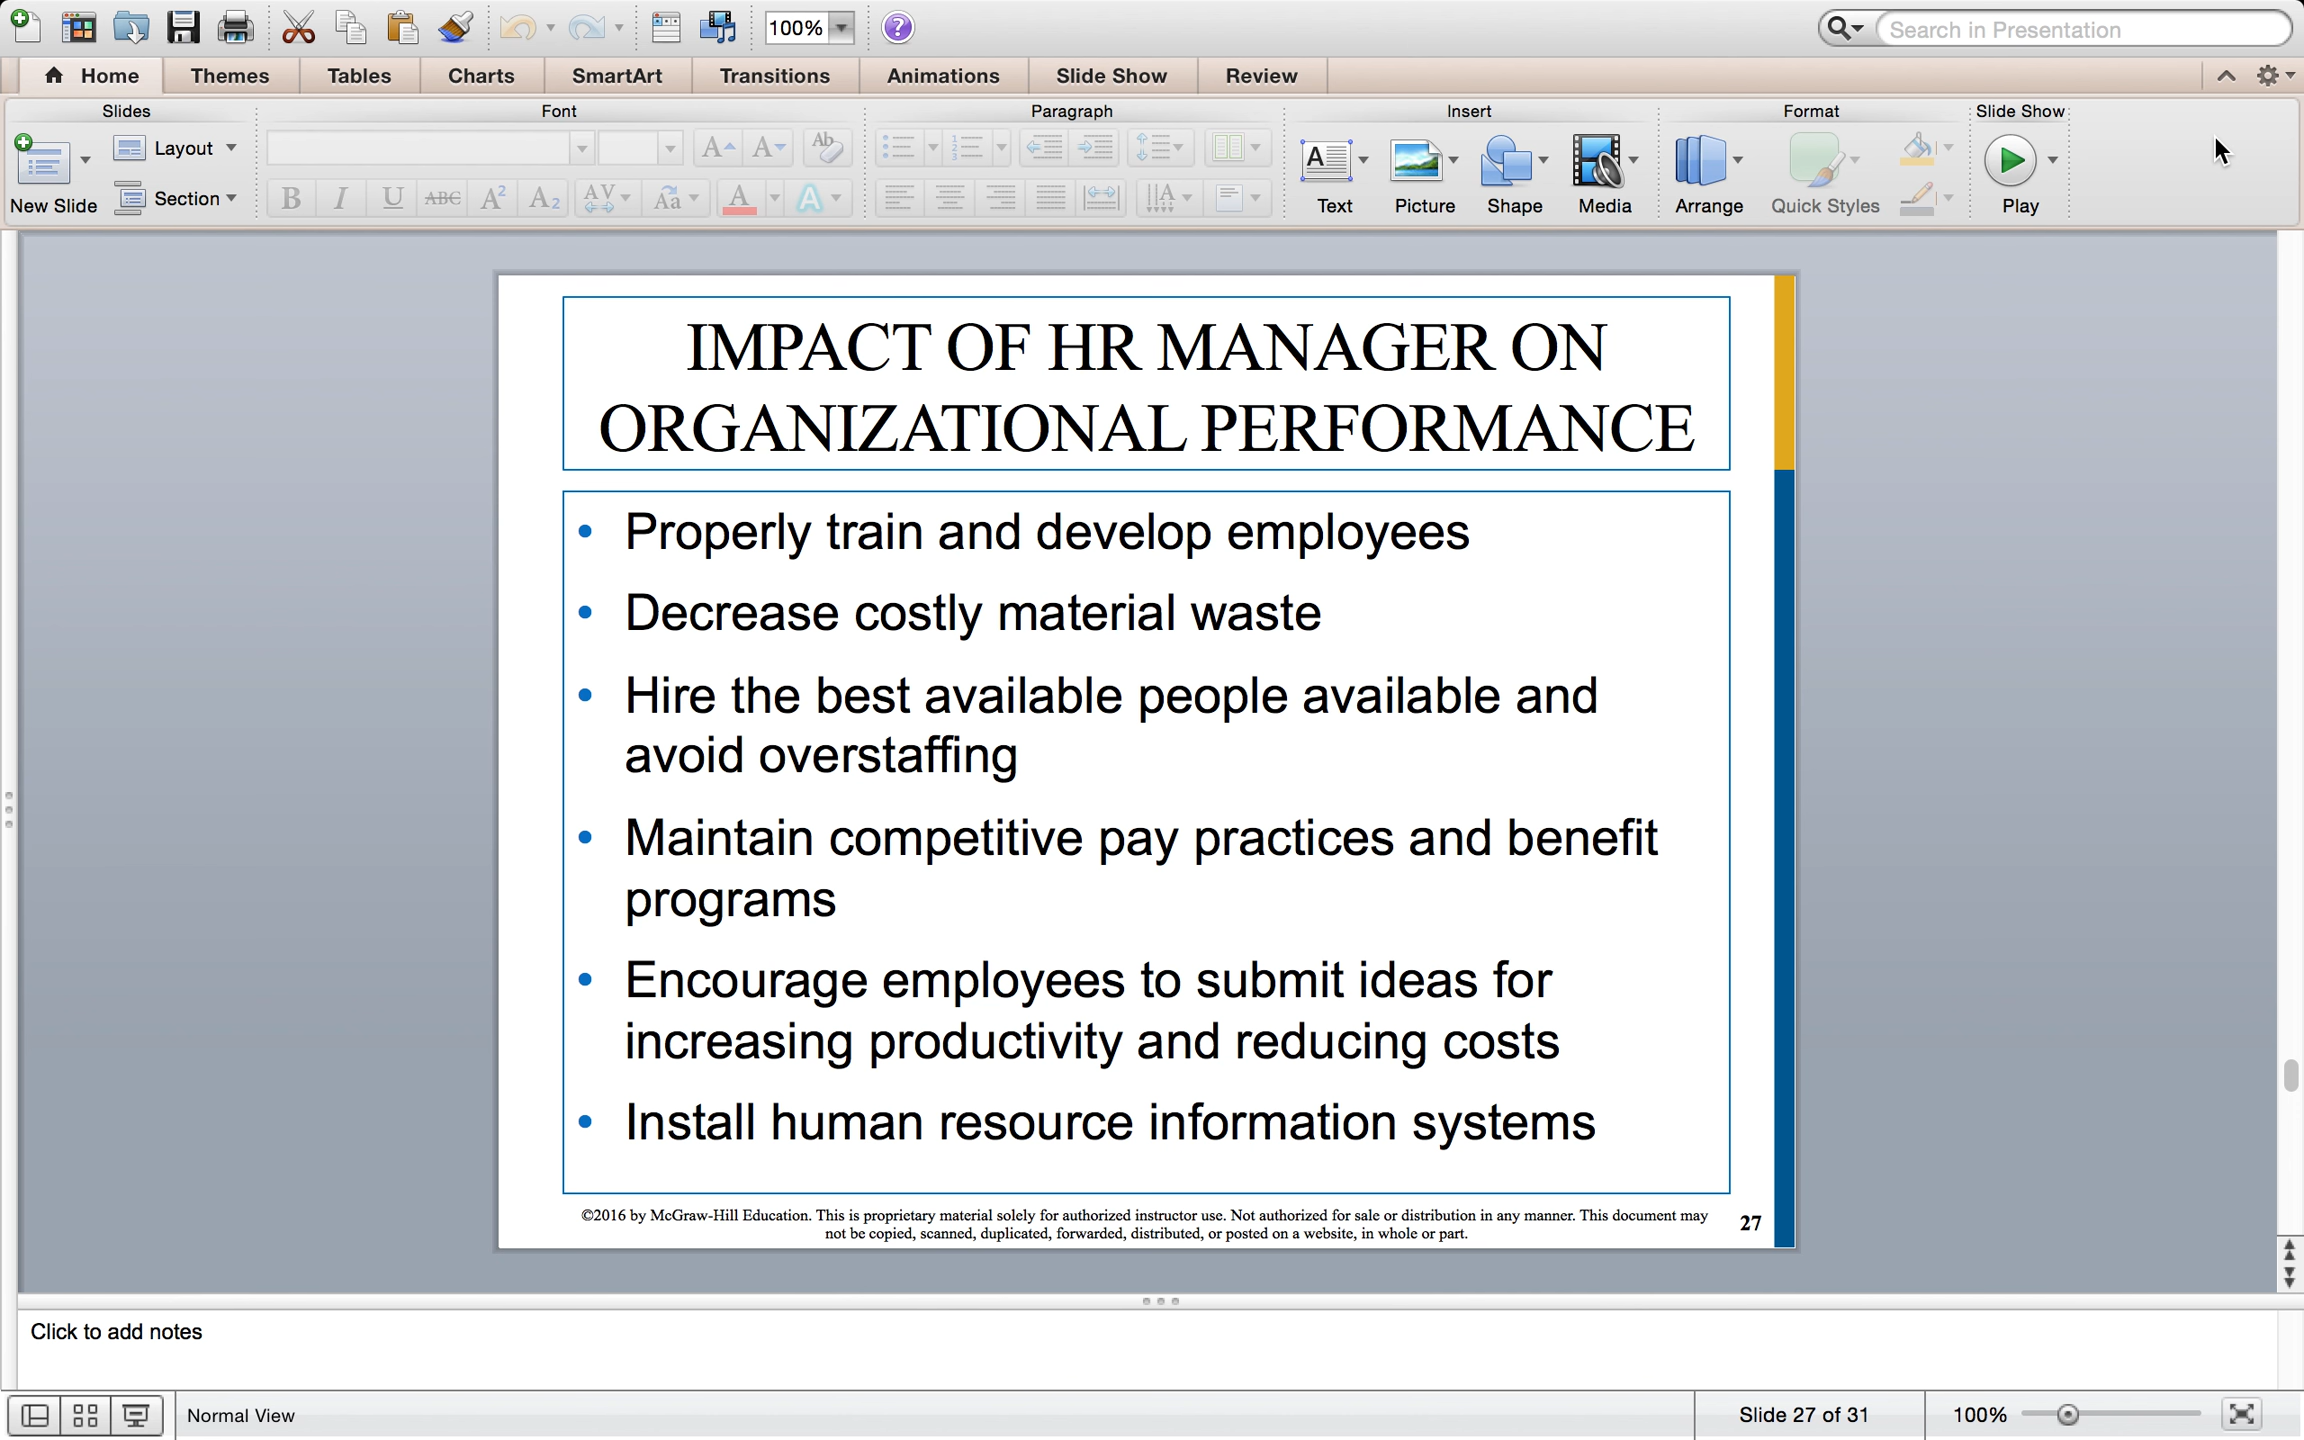 100%
Search in Presentation
Home Themes Tables Charts SmartArt Transitions Animations Slide Show Review
Slides Font Paragraph Insert Format Slide Show
Layout
New Slide Section
Text Picture Shape Media Arrange Quick Styles Play
IMPACT OF HR MANAGER ON
ORGANIZATIONAL PERFORMANCE
• Properly train and develop employees
• Decrease costly material waste
• Hire the best available people available and
avoid overstaffing
• Maintain competitive pay practices and benefit
programs
• Encourage employees to submit ideas for
increasing productivity and reducing costs
• Install human resource information systems
©2016 by McGraw-Hill Education. This is proprietary material solely for authorized instructor use. Not authorized for sale or distribution in any manner. This document may
not be copied, scanned, duplicated, forwarded, distributed, or posted on a website, in whole or part.
27
Click to add notes
Normal View
Slide 27 of 31
100%